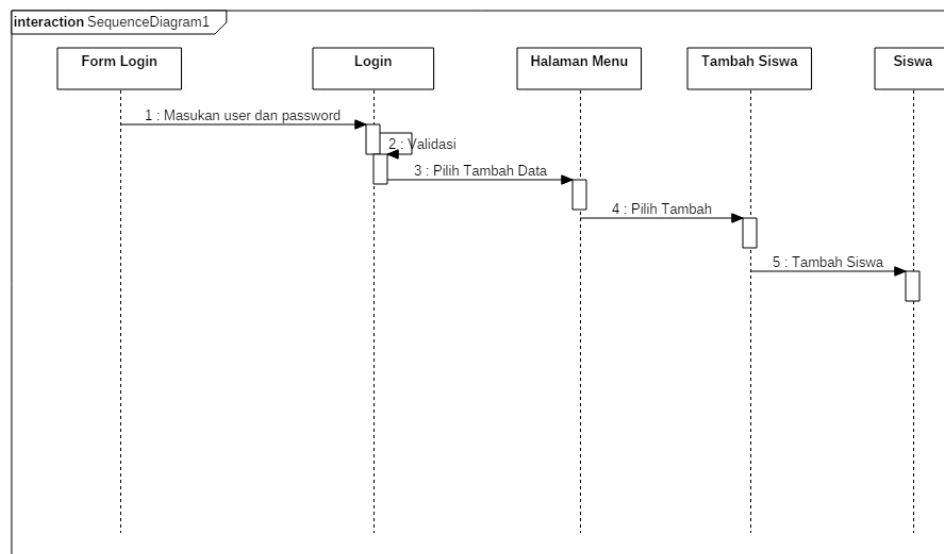 interaction SequenceDiagram1
Form Login
Login
Halaman Menu
Tambah Siswa
Siswa
1 : Masukan user dan password
2 : Validasi
3 : Pilih Tambah Data
4 : Pilih Tambah
5 : Tambah Siswa